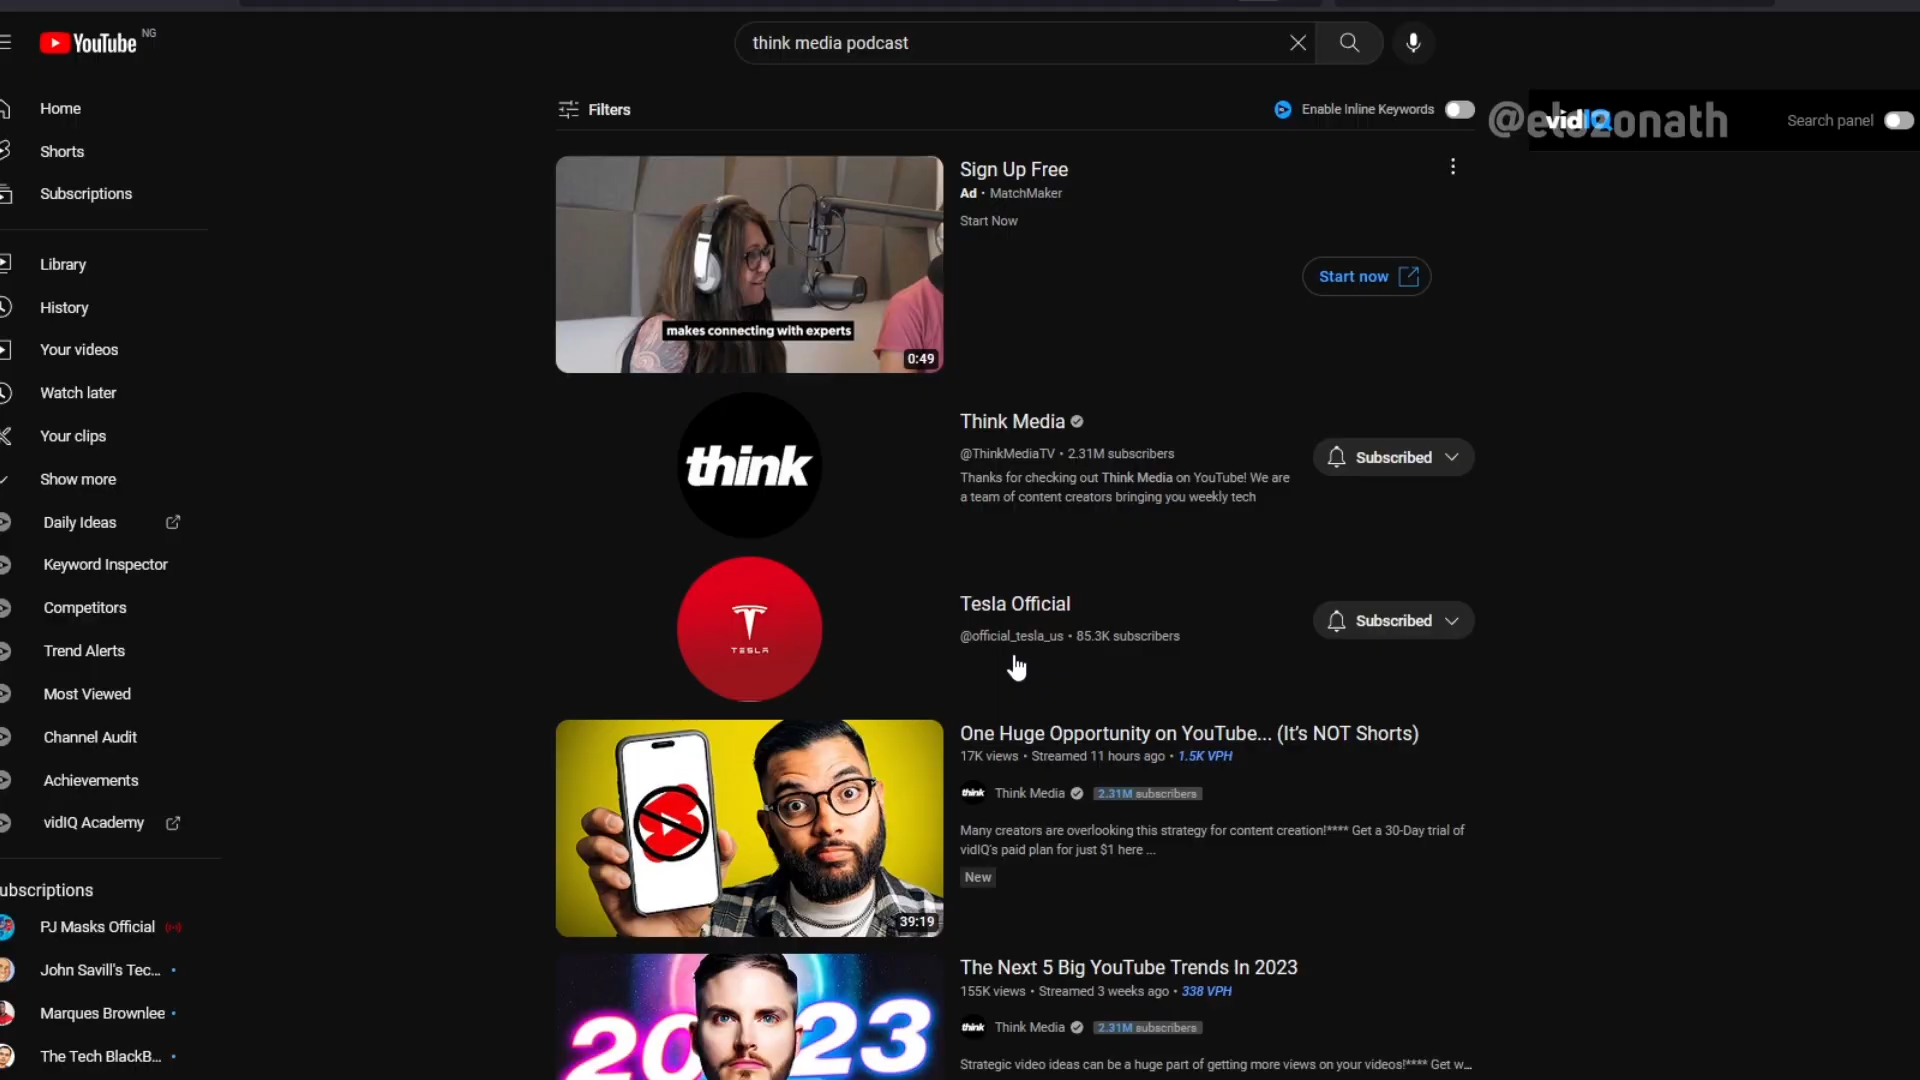 YouTube NG
think media podcast
Home
Shorts
Subscriptions
Library
History
Your videos
Watch later
Your clips
Show more
Daily Ideas
Keyword Inspector
Competitors
Trend Alerts
Most Viewed
Channel Audit
Achievements
vidIQ Academy
ubscriptions
PJ Masks Official
John Savill's Tec...
Marques Brownlee
The Tech BlackB...
Filters
Enable Inline Keywords
vidIQ
Search panel
makes connecting with experts
0:49
Sign Up Free
Ad • MatchMaker
Start Now
Start now
think
Think Media
@ThinkMediaTV • 2.31M subscribers
Thanks for checking out Think Media on YouTube! We are
a team of content creators bringing you weekly tech
Subscribed
TESLA
Tesla Official
@official_tesla_us • 85.3K subscribers
Subscribed
39:19
One Huge Opportunity on YouTube... (It's NOT Shorts)
17K views • Streamed 11 hours ago • 1.5K VPH
think Think Media 2.31M subscribers
Many creators are overlooking this strategy for content creation!**** Get a 30-Day trial of
vidIQ's paid plan for just $1 here ...
New
2023
The Next 5 Big YouTube Trends In 2023
155K views • Streamed 3 weeks ago • 338 VPH
think Think Media 2.31M subscribers
Strategic video ideas can be a huge part of getting more views on your videos!**** Get w...